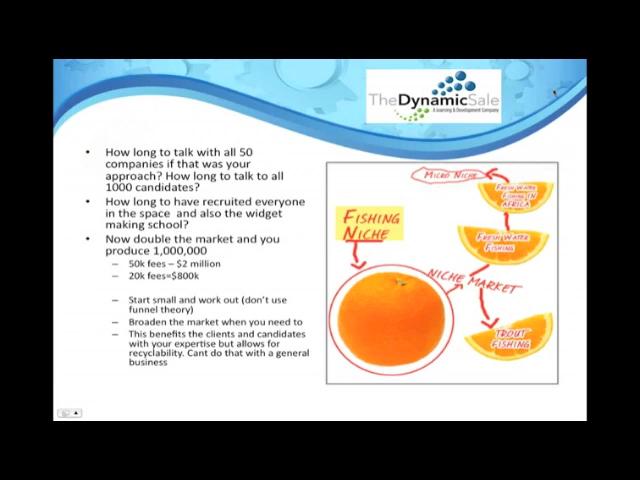 TheDynamicSale
A Learning & Development Company
• How long to talk with all 50
companies if that was your
approach? How long to talk to all
1000 candidates?
• How long to have recruited everyone
in the space and also the widget
making school?
• Now double the market and you
produce 1,000,000
– 50k fees – $2 million
– 20k fees=$800k
– Start small and work out (don't use
funnel theory)
– Broaden the market when you need to
– This benefits the clients and candidates
with your expertise but allows for
recyclability. Cant do that with a general
business
MICRO NICHE
FRESH WATER
FISHING IN
AFRICA
FISHING
NICHE
FRESH WATER
FISHING
NICHE MARKET
TROUT
FISHING